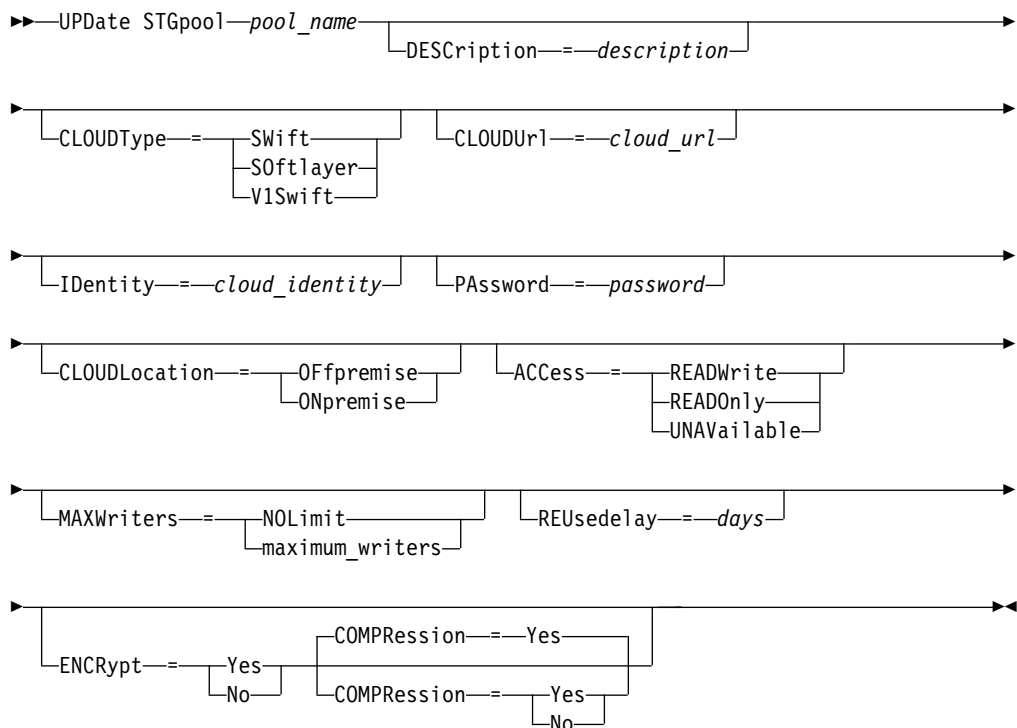 UPDate STGpool pool_name
DESCription = description
CLOUDType = SWift CLOUDUrl = cloud_url
SOftlayer
V1Swift
IDentity = cloud_identity PAssword = password
CLOUDLocation = OFfpremise ACCess = READWrite
ONpremise READOnly
UNAVailable
MAXWriters = NOLimit REUsedelay = days
maximum_writers
COMPRession = Yes
ENCRypt = Yes
No COMPRession = Yes
No